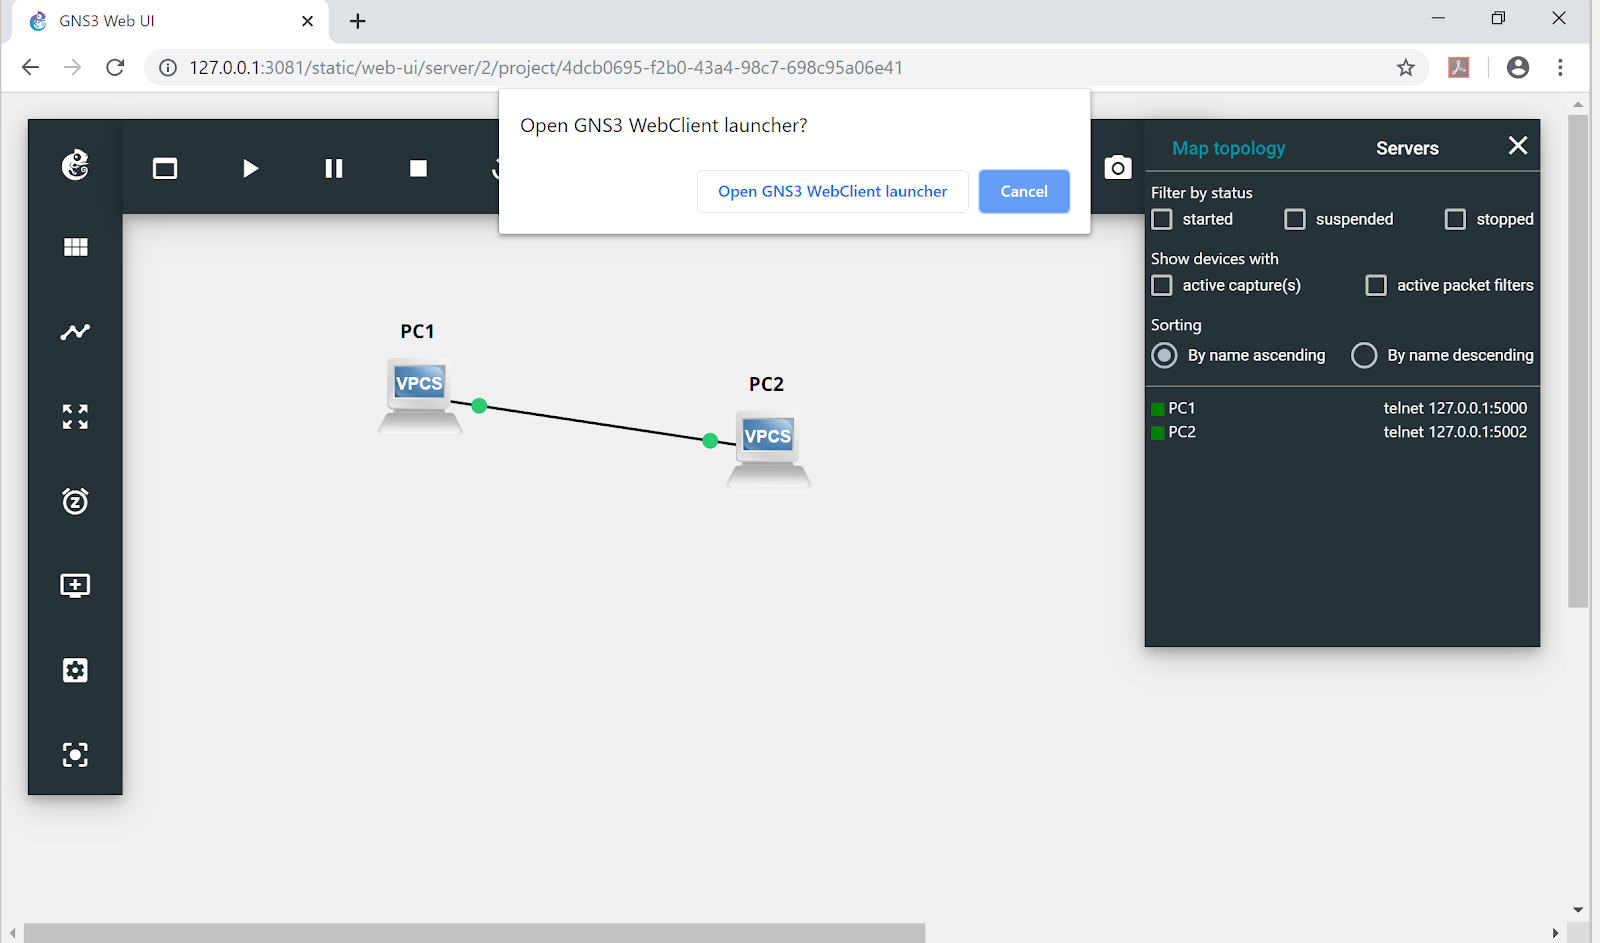 GNS3 Web UI
127.0.0.1:3081/static/web-ui/server/2/project/4dcb0695-f2b0-43a4-98c7-698c95a06e41
Open GNS3 WebClient launcher?
Open GNS3 WebClient launcher
Cancel
Map topology
Servers
Filter by status
started
suspended
stopped
Show devices with
active capture(s)
active packet filters
Sorting
By name ascending
By name descending
PC1 telnet 127.0.0.1:5000
PC2 telnet 127.0.0.1:5002
PC1
VPCS
PC2
VPCS